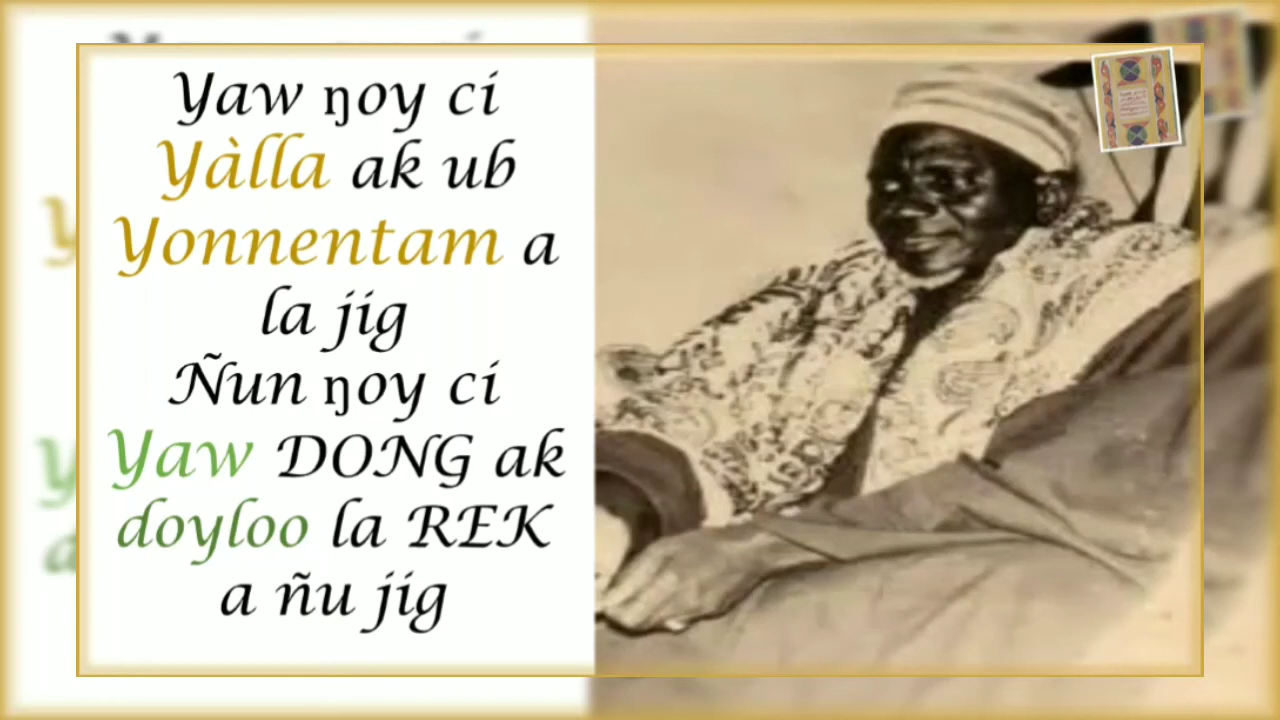 Yaw ŋoy ci
Yàlla ak ub
Yonnentam a
la jig
Ñun ŋoy ci
Yaw DONG ak
doyloo la REK
a ñu jig